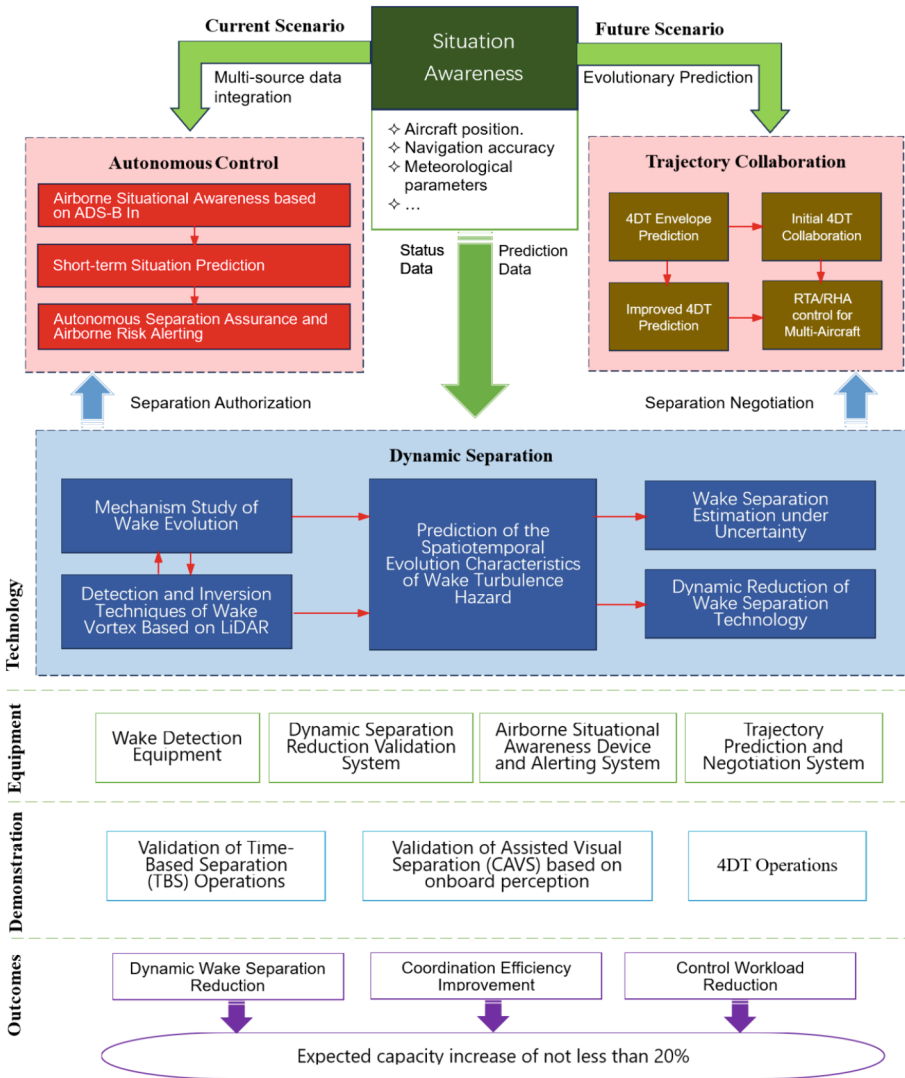 Current Scenario
Situation
Awareness
Future Scenario
Multi-source data
integration
Evolutionary Prediction
✧ Aircraft position.
✧ Navigation accuracy
✧ Meteorological
parameters
✧ ...
Autonomous Control
Airborne Situational Awareness based
on ADS-B In
Short-term Situation Prediction
Autonomous Separation Assurance and
Airborne Risk Alerting
Trajectory Collaboration
4DT Envelope
Prediction
Initial 4DT
Collaboration
Improved 4DT
Prediction
RTA/RHA
control for
Multi-Aircraft
Status
Data
Prediction
Data
Separation Authorization
Separation Negotiation
Technology
Dynamic Separation
Mechanism Study of
Wake Evolution
Detection and Inversion
Techniques of Wake
Vortex Based on LiDAR
Prediction of the
Spatiotemporal
Evolution Characteristics
of Wake Turbulence
Hazard
Wake Separation
Estimation under
Uncertainty
Dynamic Reduction of
Wake Separation
Technology
Equipment
Wake Detection
Equipment
Dynamic Separation
Reduction Validation
System
Airborne Situational
Awareness Device
and Alerting System
Trajectory
Prediction and
Negotiation System
Demonstration
Validation of Time-
Based Separation
(TBS) Operations
Validation of Assisted Visual
Separation (CAVS) based on
onboard perception
4DT Operations
Outcomes
Dynamic Wake Separation
Reduction
Coordination Efficiency
Improvement
Control Workload
Reduction
Expected capacity increase of not less than 20%